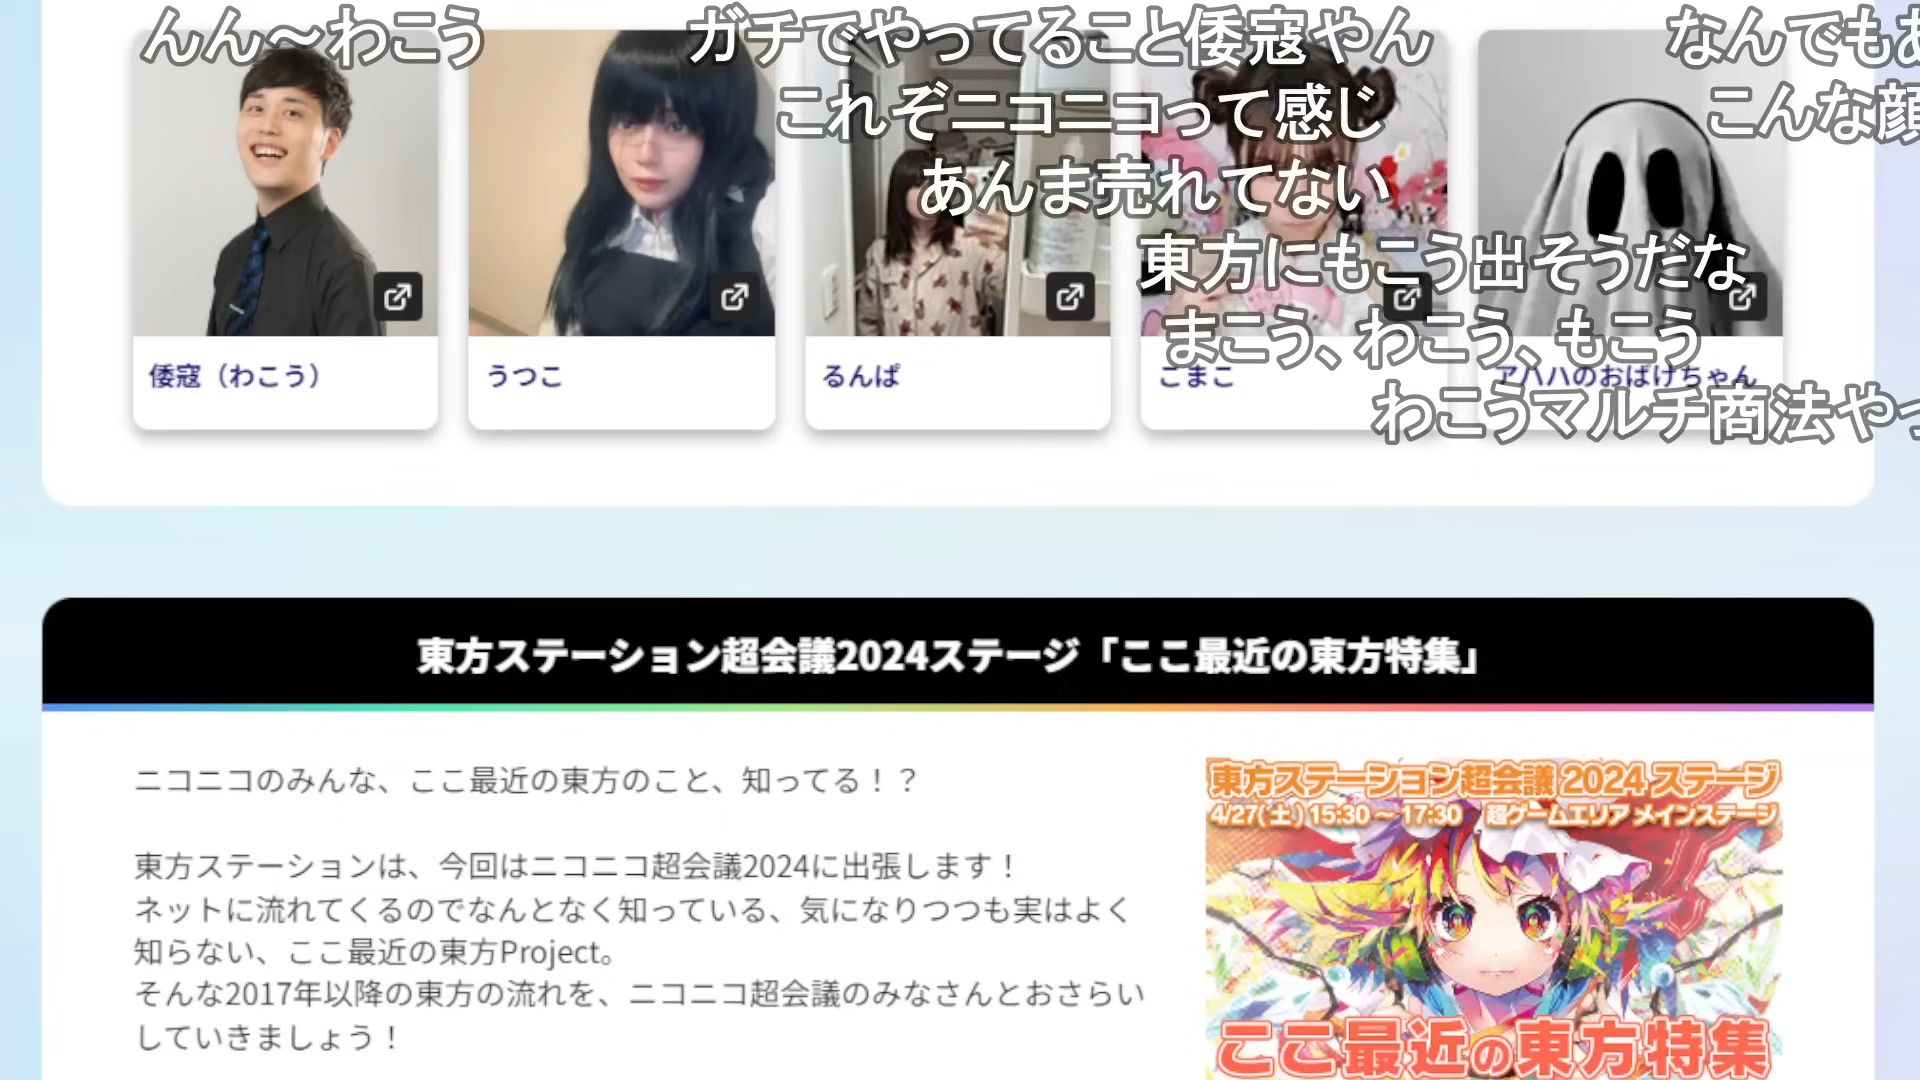 んん～わこう
ガチでやってること倭寇やん
なんでもあ
これぞニコニコって感じ
こんな顔
あんま売れてない
東方にもこう出そうだな
まこう、わこう、もこう
わこうマルチ商法やっ
倭寇（わこう）
うつこ
るんぱ
こまこ
アハハのおばけちゃん
東方ステーション超会議2024ステージ「ここ最近の東方特集」
ニコニコのみんな、ここ最近の東方のこと、知ってる！？
東方ステーションは、今回はニコニコ超会議2024に出張します！
ネットに流れてくるのでなんとなく知っている、気になりつつも実はよく
知らない、ここ最近の東方Project。
そんな2017年以降の東方の流れを、ニコニコ超会議のみなさんとおさらい
していきましょう！
東方ステーション超会議 2024 ステージ
4/27(土) 15:30 ～ 17:30 超ゲームエリア メインステージ
ここ最近の東方特集